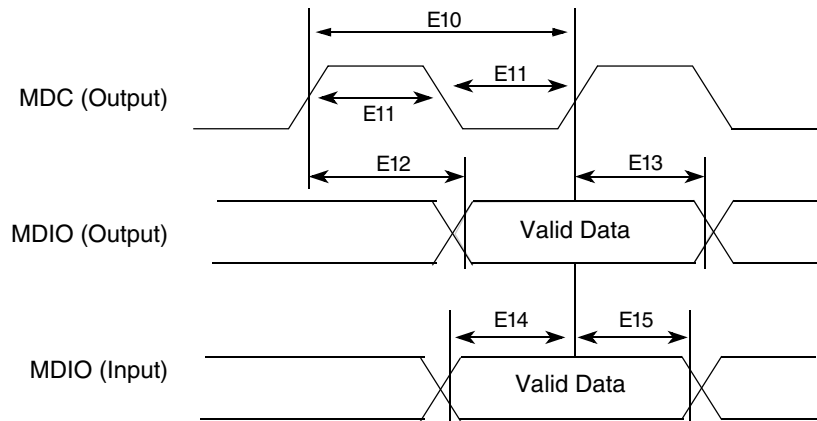 E10
MDC (Output)
E11
E11
E12
E13
MDIO (Output)
Valid Data
E14
E15
MDIO (Input)
Valid Data